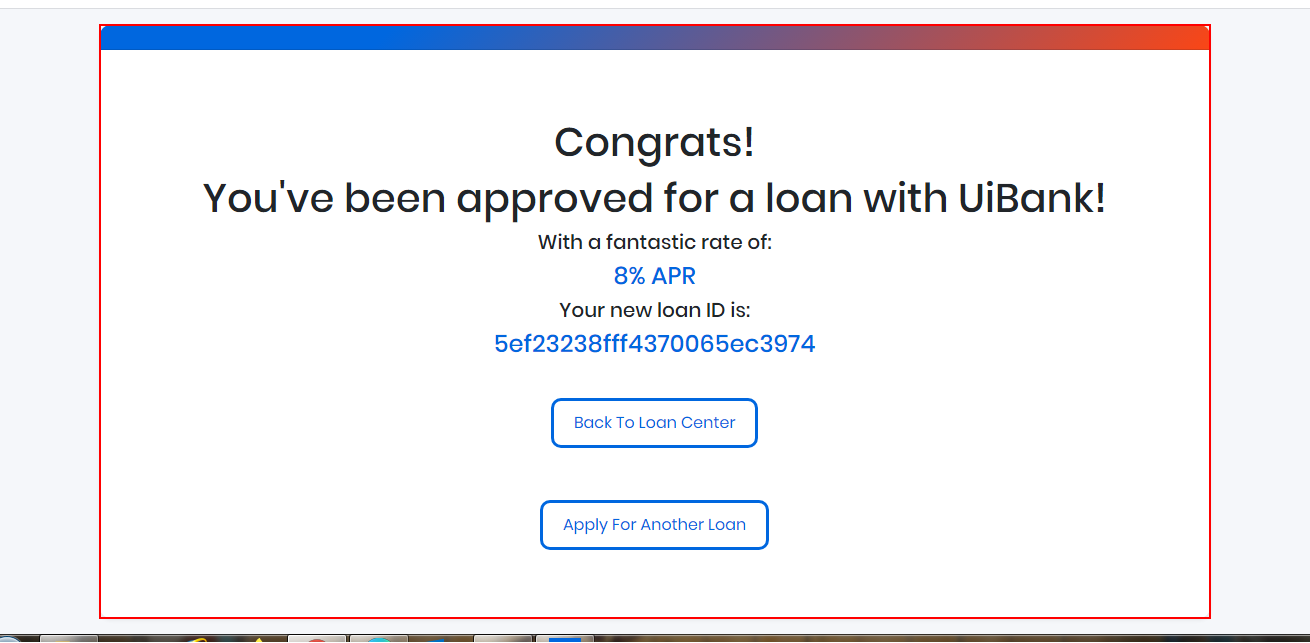 Congrats!
You've been approved for a loan with UiBank!
With a fantastic rate of:
8% APR
Your new loan ID is:
5ef23238fff4370065ec3974
Back To Loan Center
Apply For Another Loan